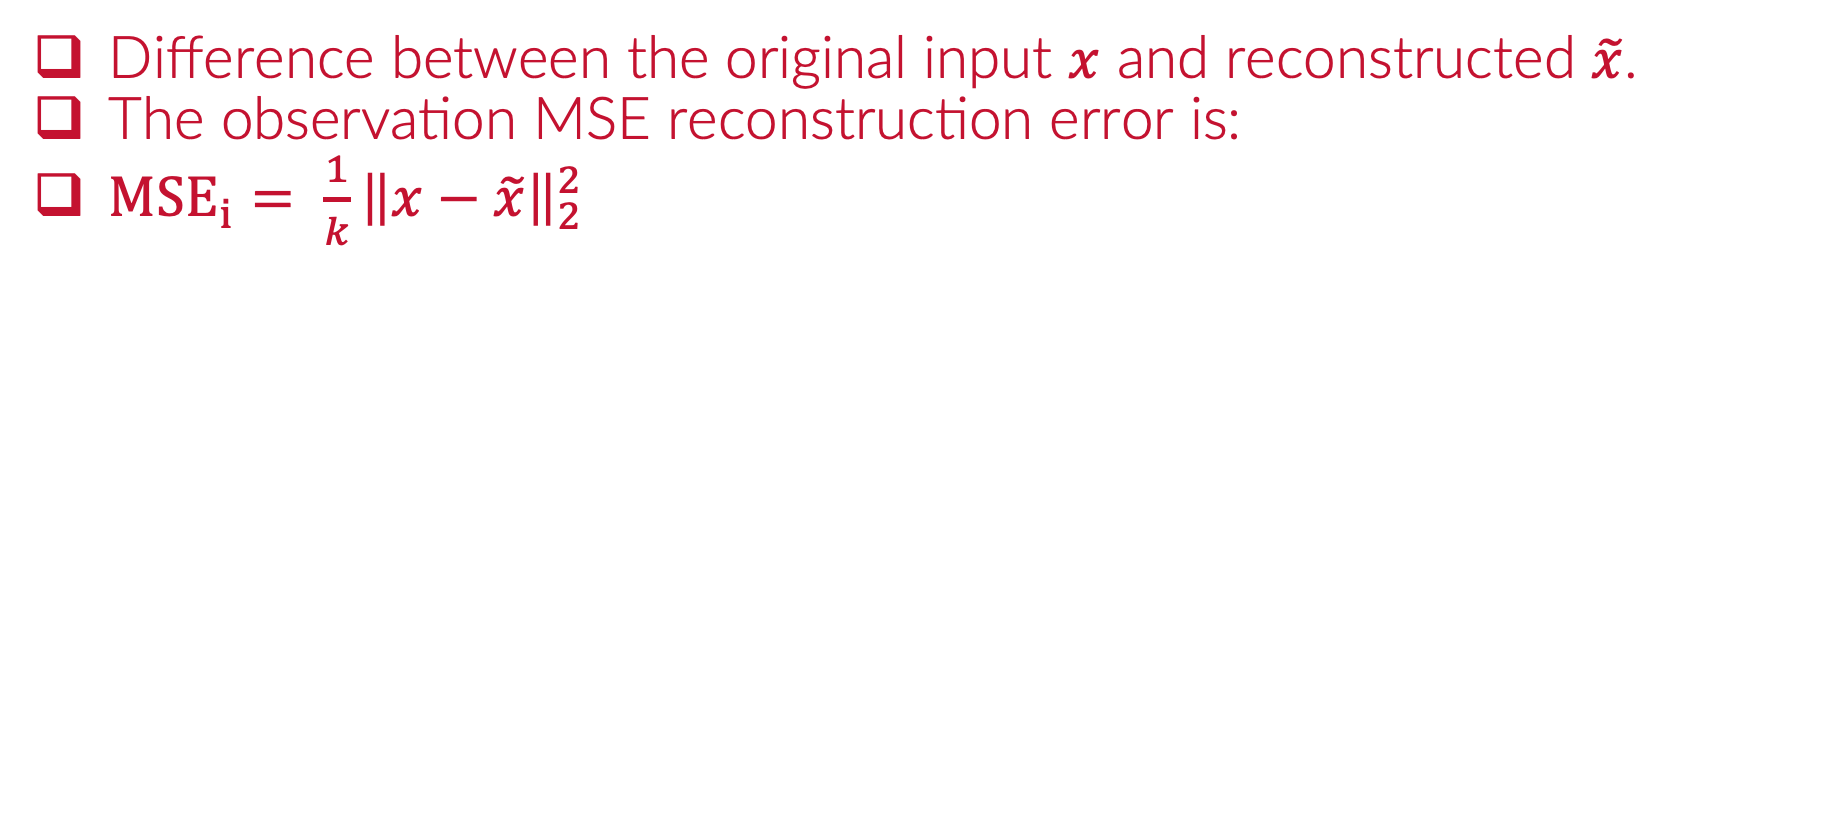 ❑ Difference between the original input x and reconstructed x̃.
❑ The observation MSE reconstruction error is:
❑ MSEᵢ = 1/k ‖x − x̃‖₂²